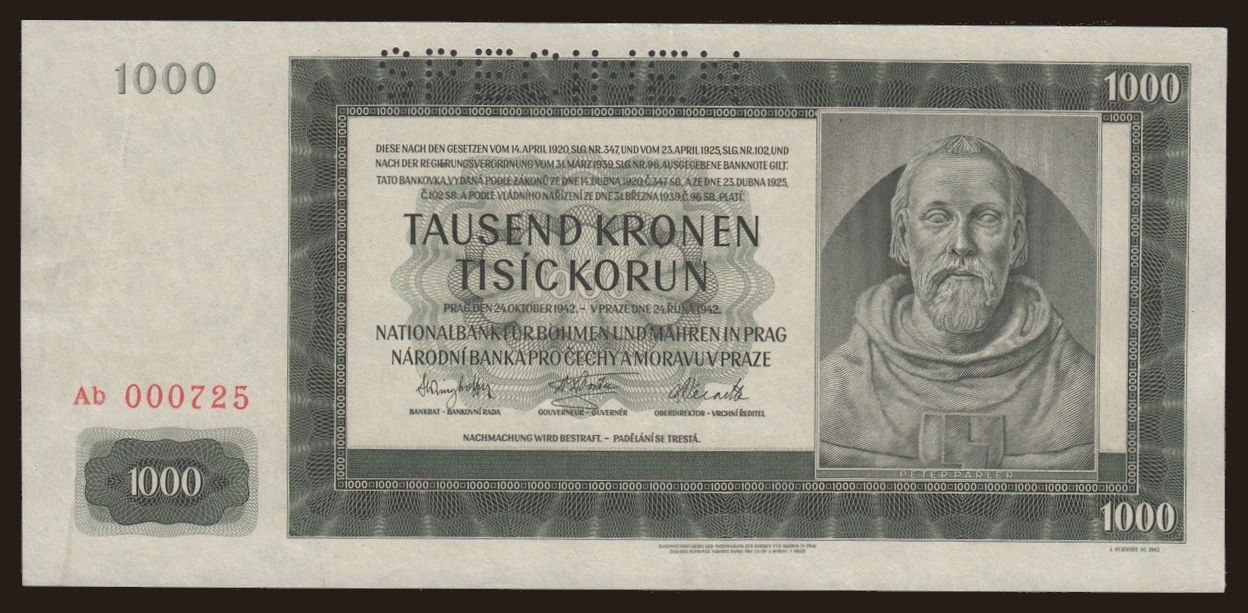 SPECIMEN
1000
1000
DIESE NACH DEN GESETZEN VOM 14. APRIL 1920, SLG. NR. 347, UND VOM 23. APRIL 1925, SLG. NR. 102, UND
NACH DER REGIERUNGSVERORDNUNG VOM 31. MÄRZ 1939, SLG. NR. 96, AUSGEGEBENE BANKNOTE GILT.
TATO BANKOVKA, VYDANÁ PODLE ZÁKONŮ ZE DNE 14. DUBNA 1920, Č. 347 SB., A ZE DNE 23. DUBNA 1925,
Č. 102 SB. A PODLE VLÁDNÍHO NAŘÍZENÍ ZE DNE 31. BŘEZNA 1939, Č. 96 SB., PLATÍ:
TAUSEND KRONEN
TISÍC KORUN
PRAG, DEN 24. OKTOBER 1942. – V PRAZE DNE 24. ŘÍJNA 1942.
NATIONALBANK FÜR BÖHMEN UND MÄHREN IN PRAG
NÁRODNÍ BANKA PRO ČECHY A MORAVU V PRAZE
BANKRAT – BANKOVNÍ RADA GOUVERNEUR – GUVERNÉR OBERDIREKTOR – VRCHNÍ ŘEDITEL
NACHMACHUNG WIRD BESTRAFT. – PADĚLÁNÍ SE TRESTÁ.
Ab 000725
1000
PETER PARLER
1000